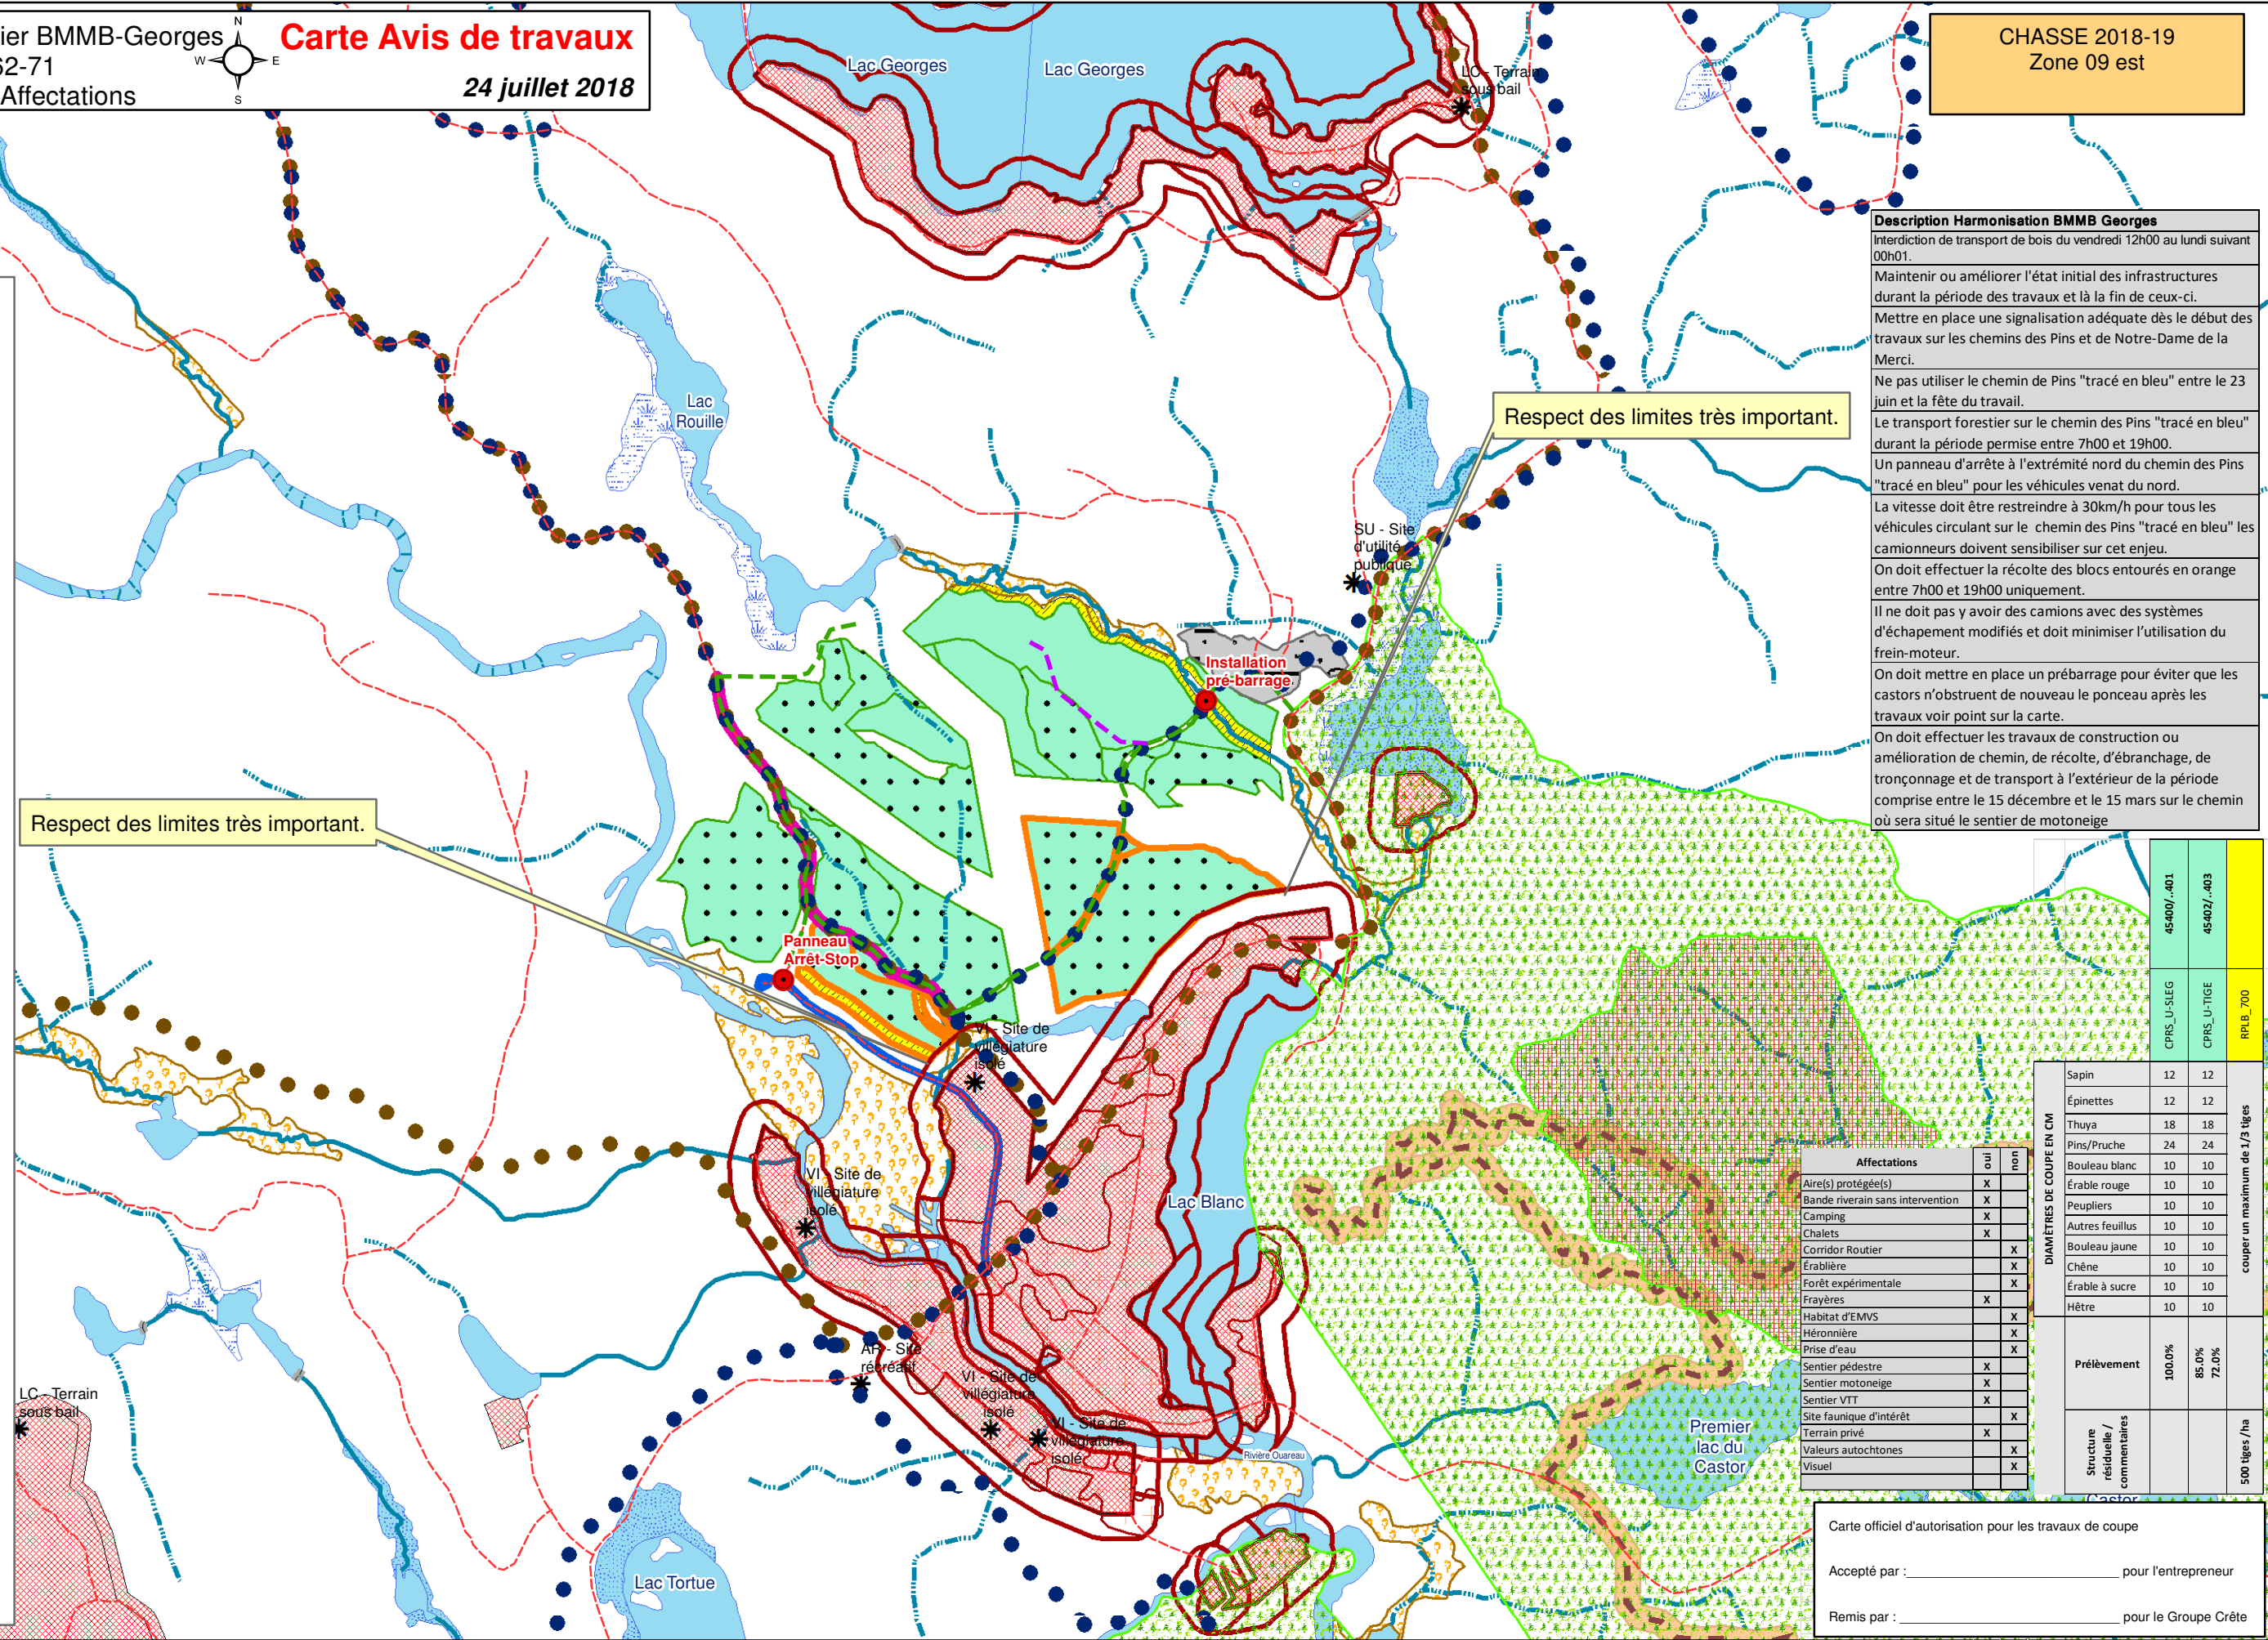 ier BMMB-Georges
62-71
Affectations
N
W
E
S
Carte Avis de travaux
24 juillet 2018
CHASSE 2018-19
Zone 09 est
Lac Georges
Lac Georges
LC - Terrain
sous bail
Description Harmonisation BMMB Georges
Interdiction de transport de bois du vendredi 12h00 au lundi suivant
00h01.
Maintenir ou améliorer l'état initial des infrastructures
durant la période des travaux et là la fin de ceux-ci.
Mettre en place une signalisation adéquate dès le début des
travaux sur les chemins des Pins et de Notre-Dame de la
Merci.
Ne pas utiliser le chemin de Pins "tracé en bleu" entre le 23
juin et la fête du travail.
Le transport forestier sur le chemin des Pins "tracé en bleu"
durant la période permise entre 7h00 et 19h00.
Un panneau d'arrête à l'extrémité nord du chemin des Pins
"tracé en bleu" pour les véhicules venat du nord.
La vitesse doit être restreindre à 30km/h pour tous les
véhicules circulant sur le chemin des Pins "tracé en bleu" les
camionneurs doivent sensibiliser sur cet enjeu.
On doit effectuer la récolte des blocs entourés en orange
entre 7h00 et 19h00 uniquement.
Il ne doit pas y avoir des camions avec des systèmes
d'échapement modifiés et doit minimiser l'utilisation du
frein-moteur.
On doit mettre en place un prébarrage pour éviter que les
castors n'obstruent de nouveau le ponceau après les
travaux voir point sur la carte.
On doit effectuer les travaux de construction ou
amélioration de chemin, de récolte, d'ébranchage, de
tronçonnage et de transport à l'extérieur de la période
comprise entre le 15 décembre et le 15 mars sur le chemin
où sera situé le sentier de motoneige
Lac
Rouille
Respect des limites très important.
SU - Site
d'utilité
publique
Installation
pré-barrage
Respect des limites très important.
Panneau
Arrêt-Stop
VI - Site de
villégiature
isolé
VI - Site de
villégiature
isolé
Lac Blanc
AR - Site
récréatif
VI - Site de
villégiature
isolé
VI - Site de
villégiature
isolé
Rivière Ouareau
LC - Terrain
sous bail
Lac Tortue
Premier
lac du
Castor
Castor
45400/..401
45402/..403
CPRS_U-SLEG
CPRS_U-TIGE
RPLB_700
DIAMÈTRES DE COUPE EN CM
Sapin 12 12
Épinettes 12 12
Thuya 18 18
Pins/Pruche 24 24
Bouleau blanc 10 10
Érable rouge 10 10
Peupliers 10 10
Autres feuillus 10 10
Bouleau jaune 10 10
Chêne 10 10
Érable à sucre 10 10
Hêtre 10 10
couper un maximum de 1/3 tiges
Prélèvement 100.0% 85.0% 72.0%
Structure
résiduelle /
commentaires
500 tiges /ha
Affectations oui non
Aire(s) protégée(s) X
Bande riverain sans intervention X
Camping X
Chalets X
Corridor Routier X
Érablière X
Forêt expérimentale X
Frayères X
Habitat d'EMVS X
Héronnière X
Prise d'eau X
Sentier pédestre X
Sentier motoneige X
Sentier VTT X
Site faunique d'intérêt X
Terrain privé X
Valeurs autochtones X
Visuel X
Carte officiel d'autorisation pour les travaux de coupe
Accepté par : pour l'entrepreneur
Remis par : pour le Groupe Crête